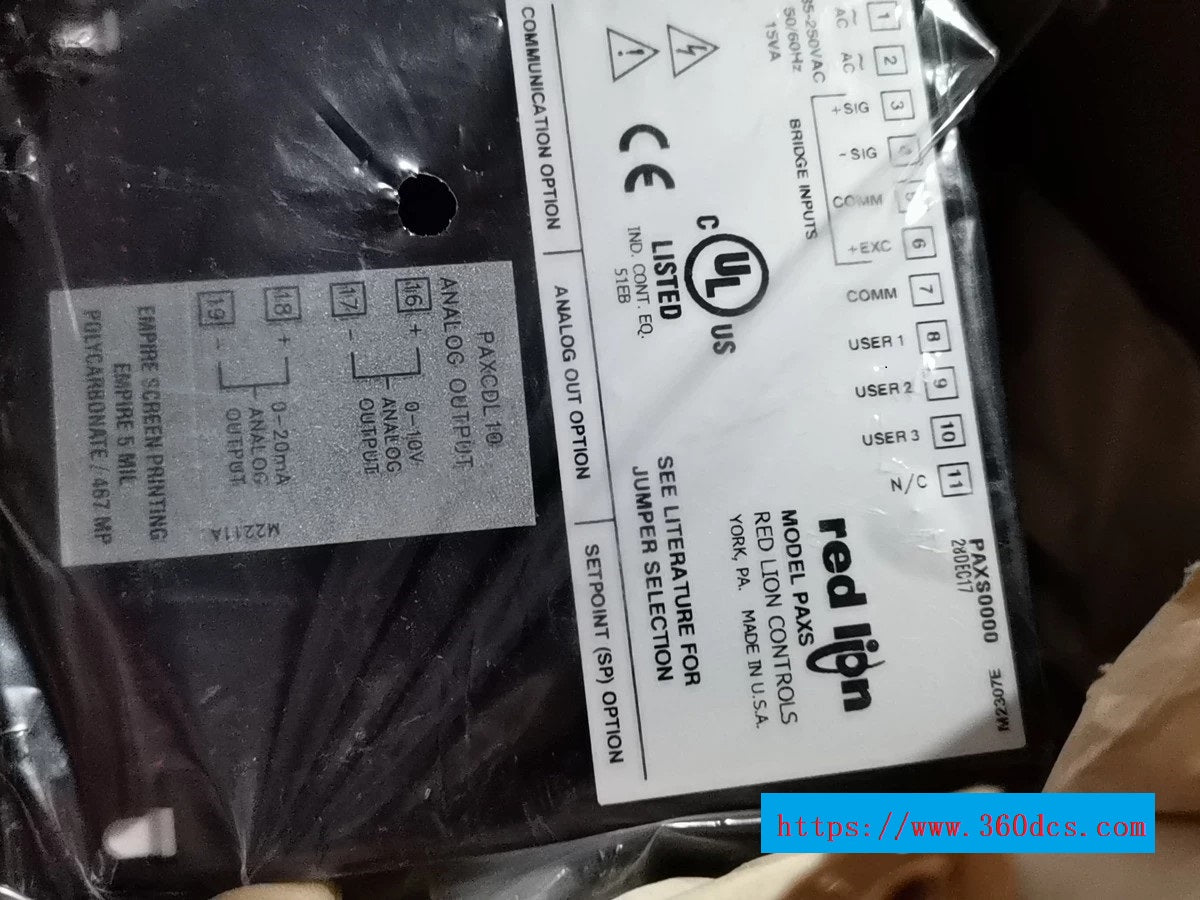 1 ~ AC
2 ~ AC
85-250VAC
50/60Hz
15VA
3 +SIG
4 -SIG
5 COMM
6 +EXC
BRIDGE INPUTS
7 COMM
8 USER 1
9 USER 2
10 USER 3
11 N/C
CE
C UL US
LISTED
IND. CONT. EQ.
51EB
PAXS0000
28DEC17
M2307E
red lion
MODEL PAXS
RED LION CONTROLS
YORK, PA. MADE IN U.S.A.
SEE LITERATURE FOR
JUMPER SELECTION
COMMUNICATION OPTION
ANALOG OUT OPTION
SETPOINT (SP) OPTION
PAXCDL10
ANALOG OUTPUT
16 +
17 -
0-10V
ANALOG
OUTPUT
18 +
19 -
0-20mA
ANALOG
OUTPUT
M2211A
EMPIRE SCREEN PRINTING
EMPIRE 5 MIL
POLYCARBONATE / 467 MP
https://www.360dcs.com